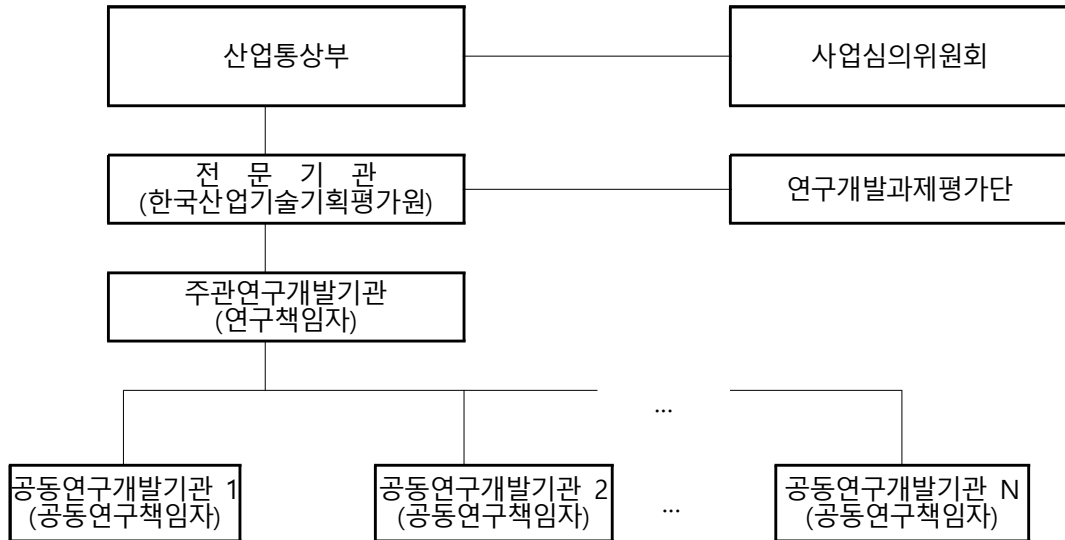 산업통상부
사업심의위원회
전 문 기 관
(한국산업기술기획평가원)
연구개발과제평가단
주관연구개발기관
(연구책임자)
...
공동연구개발기관 1
(공동연구책임자)
공동연구개발기관 2
(공동연구책임자)
...
공동연구개발기관 N
(공동연구책임자)